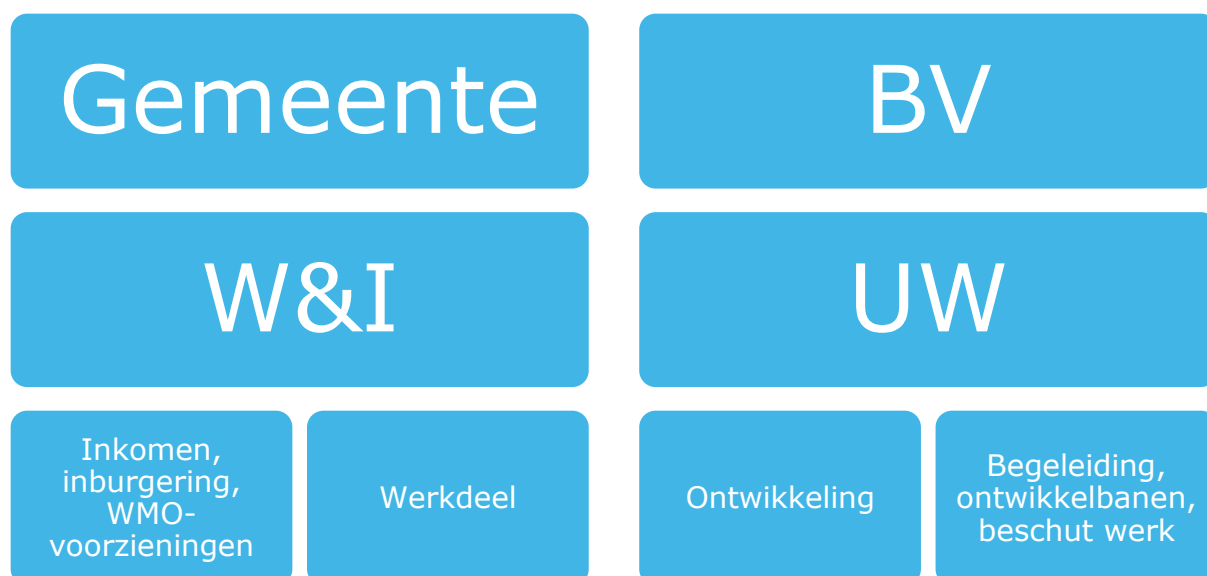 Gemeente
BV
W&I
UW
Inkomen,
inburgering,
WMO-
voorzieningen
Werkdeel
Ontwikkeling
Begeleiding,
ontwikkelbanen,
beschut werk